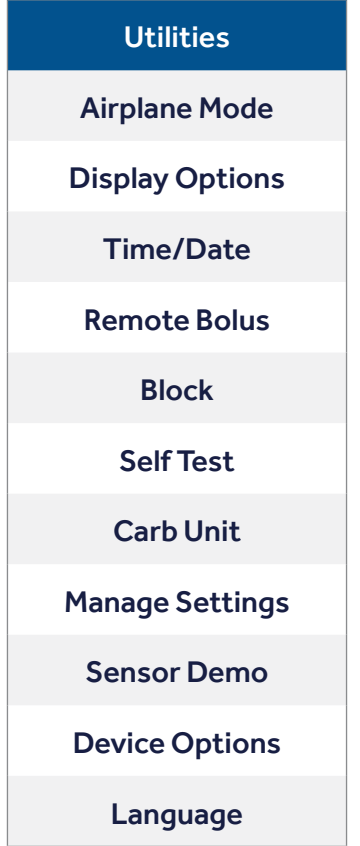 Utilities
Airplane Mode
Display Options
Time/Date
Remote Bolus
Block
Self Test
Carb Unit
Manage Settings
Sensor Demo
Device Options
Language